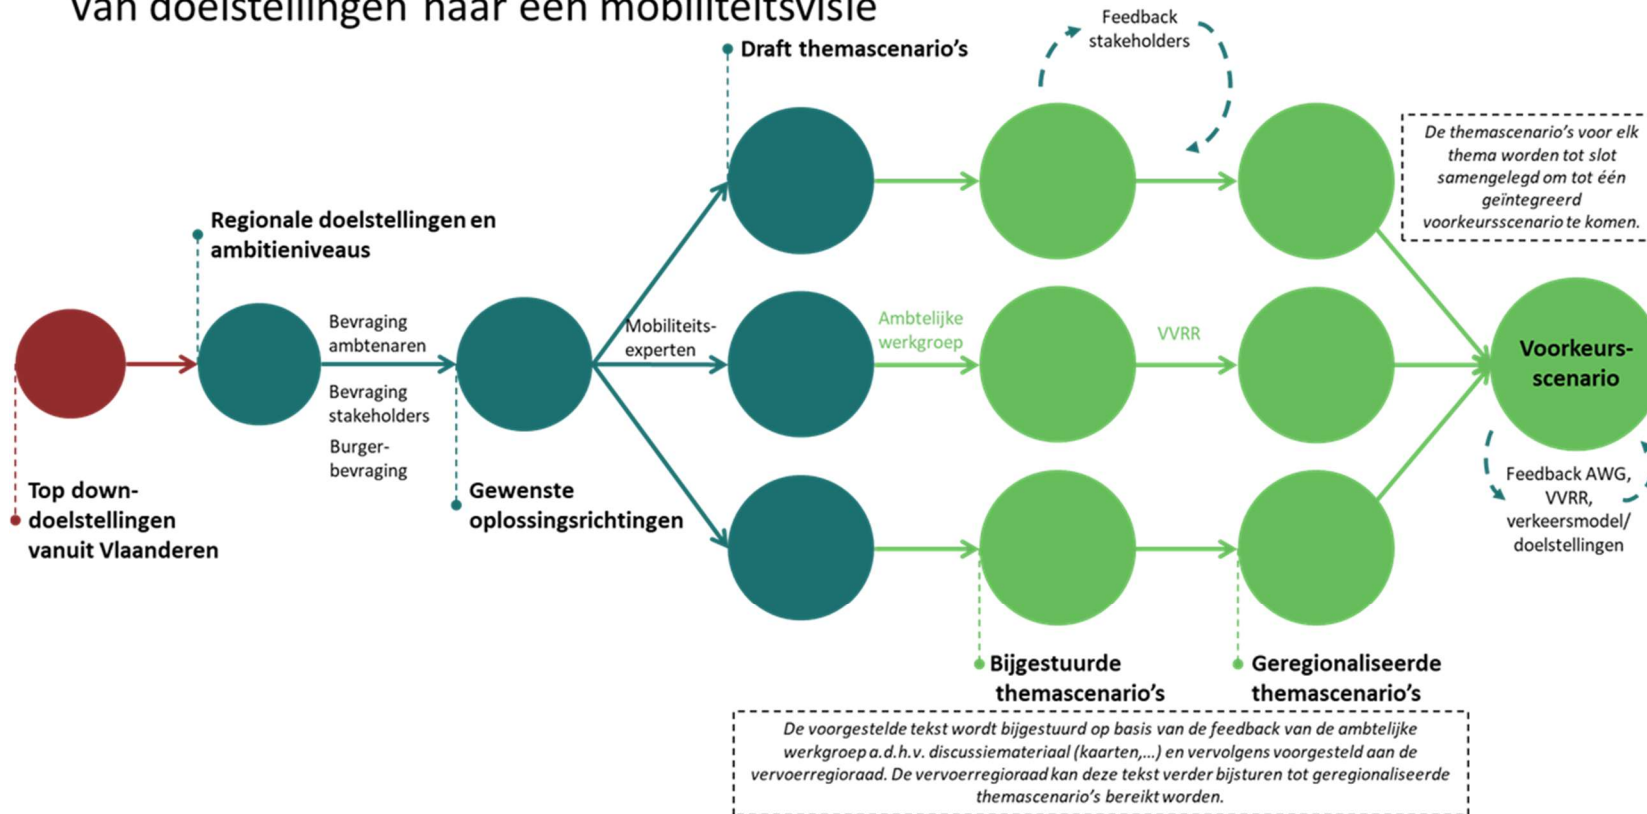 van doelstellingen naar een mobiliteitsvisie
Feedback
stakeholders
Draft themascenario's
De themascenario's voor elk
thema worden tot slot
samengelegd om tot één
geïntegreerd
voorkeursscenario te komen.
Regionale doelstellingen en
ambitieniveaus
Bevraging
ambtenaren
Bevraging
stakeholders
Burger-
bevraging
Mobiliteits-
experten
Ambtelijke
werkgroep
VVRR
Voorkeurs-
scenario
Top down-
doelstellingen
vanuit Vlaanderen
Gewenste
oplossingsrichtingen
Feedback AWG,
VVRR,
verkeersmodel/
doelstellingen
Bijgestuurde
themascenario's
Geregionaliseerde
themascenario's
De voorgestelde tekst wordt bijgestuurd op basis van de feedback van de ambtelijke
werkgroep a.d.h.v. discussiemateriaal (kaarten,...) en vervolgens voorgesteld aan de
vervoerregioraad. De vervoerregioraad kan deze tekst verder bijsturen tot geregionaliseerde
themascenario's bereikt worden.